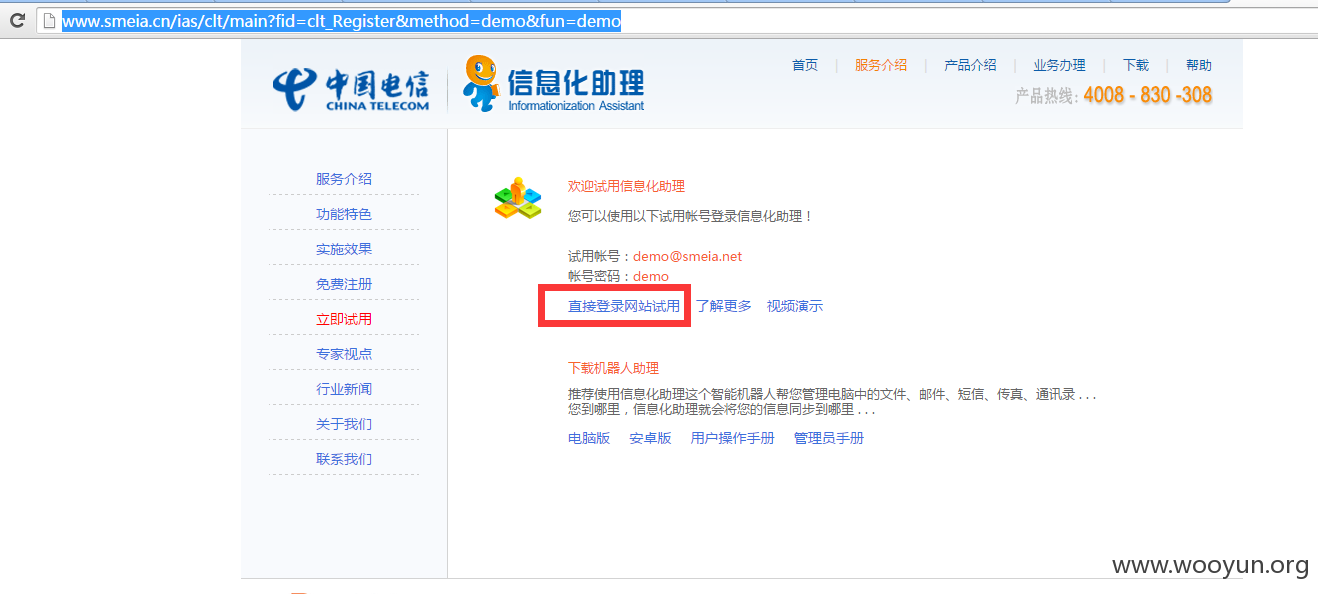 www.smeia.cn/ias/clt/main?fid=clt_Register&method=demo&fun=demo
中国电信
CHINA TELECOM
信息化助理
Informationization Assistant
首页 | 服务介绍 | 产品介绍 | 业务办理 | 下载 | 帮助
产品热线: 4008 - 830 -308
服务介绍
功能特色
实施效果
免费注册
立即试用
专家视点
行业新闻
关于我们
联系我们
欢迎试用信息化助理
您可以使用以下试用帐号登录信息化助理！
试用帐号：demo@smeia.net
帐号密码：demo
直接登录网站试用 了解更多 视频演示
下载机器人助理
推荐使用信息化助理这个智能机器人帮您管理电脑中的文件、邮件、短信、传真、通讯录 . . .
您到哪里，信息化助理就会将您的信息同步到哪里 . . .
电脑版 安卓版 用户操作手册 管理员手册
www.wooyun.org